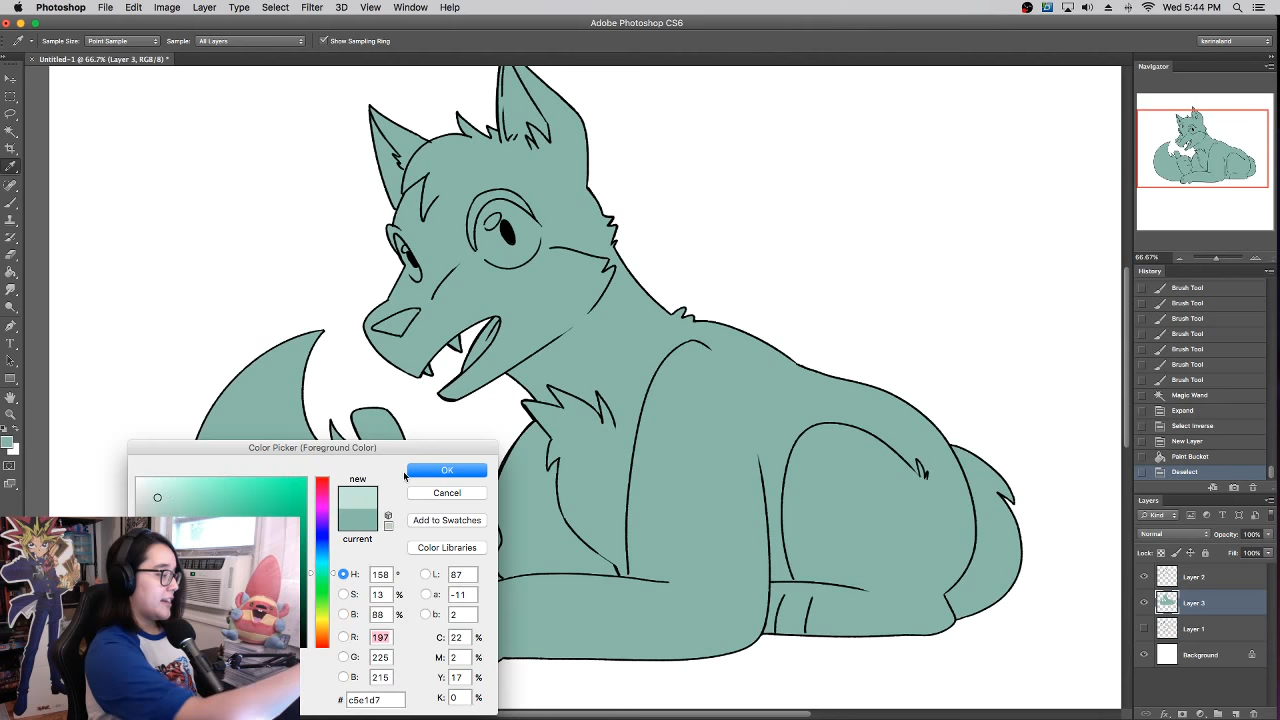 Photoshop File Edit Image Layer Type Select Filter 3D View Window Help Wed 5:44 PM
Adobe Photoshop CS6
Sample Size: Point Sample Sample: All Layers Show Sampling Ring karinaland
Untitled-1 @ 66.7% (Layer 3, RGB/8) *
Navigator
66.67%
History
Brush Tool
Brush Tool
Brush Tool
Brush Tool
Brush Tool
Brush Tool
Brush Tool
Magic Wand
Expand
Select Inverse
New Layer
Paint Bucket
Deselect
Layers
Kind
Normal Opacity: 100%
Lock: Fill: 100%
Layer 2
Layer 3
Layer 1
Background
Color Picker (Foreground Color)
new
current
OK
Cancel
Add to Swatches
Color Libraries
H: 158 ° L: 87
S: 13 % a: -11
B: 88 % b: 2
R: 197 C: 22 %
G: 225 M: 2 %
B: 215 Y: 17 %
# c5e1d7 K: 0 %